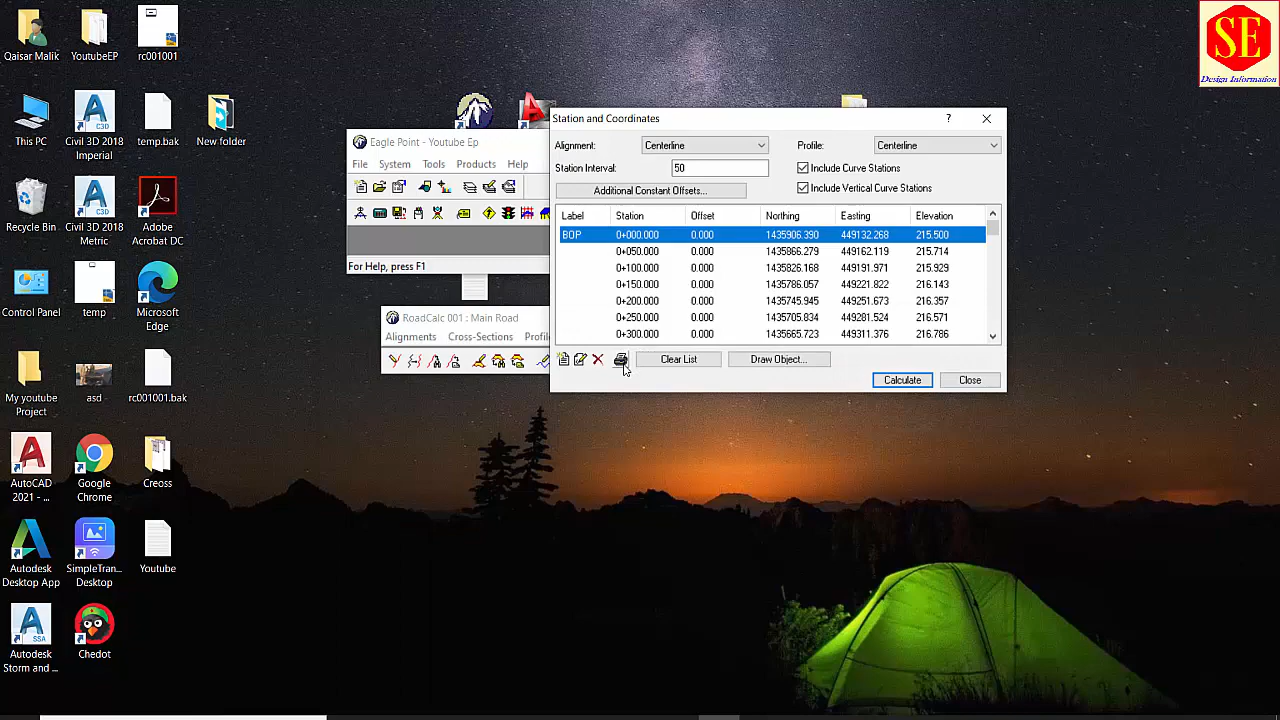 Qaisar Malik
YoutubeEP
rc001001
SE
Design Information
This PC
Civil 3D 2018
Imperial
temp.bak
New folder
Recycle Bin
Civil 3D 2018
Metric
Adobe
Acrobat DC
Control Panel
temp
Microsoft
Edge
My youtube
Project
asd
rc001001.bak
AutoCAD
2021 - ...
Google
Chrome
Creoss
Autodesk
Desktop App
SimpleTran...
Desktop
Youtube
Autodesk
Storm and ...
Chedot
Eagle Point - Youtube Ep
File System Tools Products Help
For Help, press F1
RoadCalc 001 : Main Road
Alignments Cross-Sections Profil
Station and Coordinates
Alignment: Centerline Profile: Centerline
Station Interval: 50 Include Curve Stations
Additional Constant Offsets... Include Vertical Curve Stations
Label Station Offset Northing Easting Elevation
BOP 0+000.000 0.000 1435906.390 449132.268 215.500
0+050.000 0.000 1435866.279 449162.119 215.714
0+100.000 0.000 1435826.168 449191.971 215.929
0+150.000 0.000 1435786.057 449221.822 216.143
0+200.000 0.000 1435745.945 449251.673 216.357
0+250.000 0.000 1435705.834 449281.524 216.571
0+300.000 0.000 1435665.723 449311.376 216.786
Clear List Draw Object...
Calculate Close